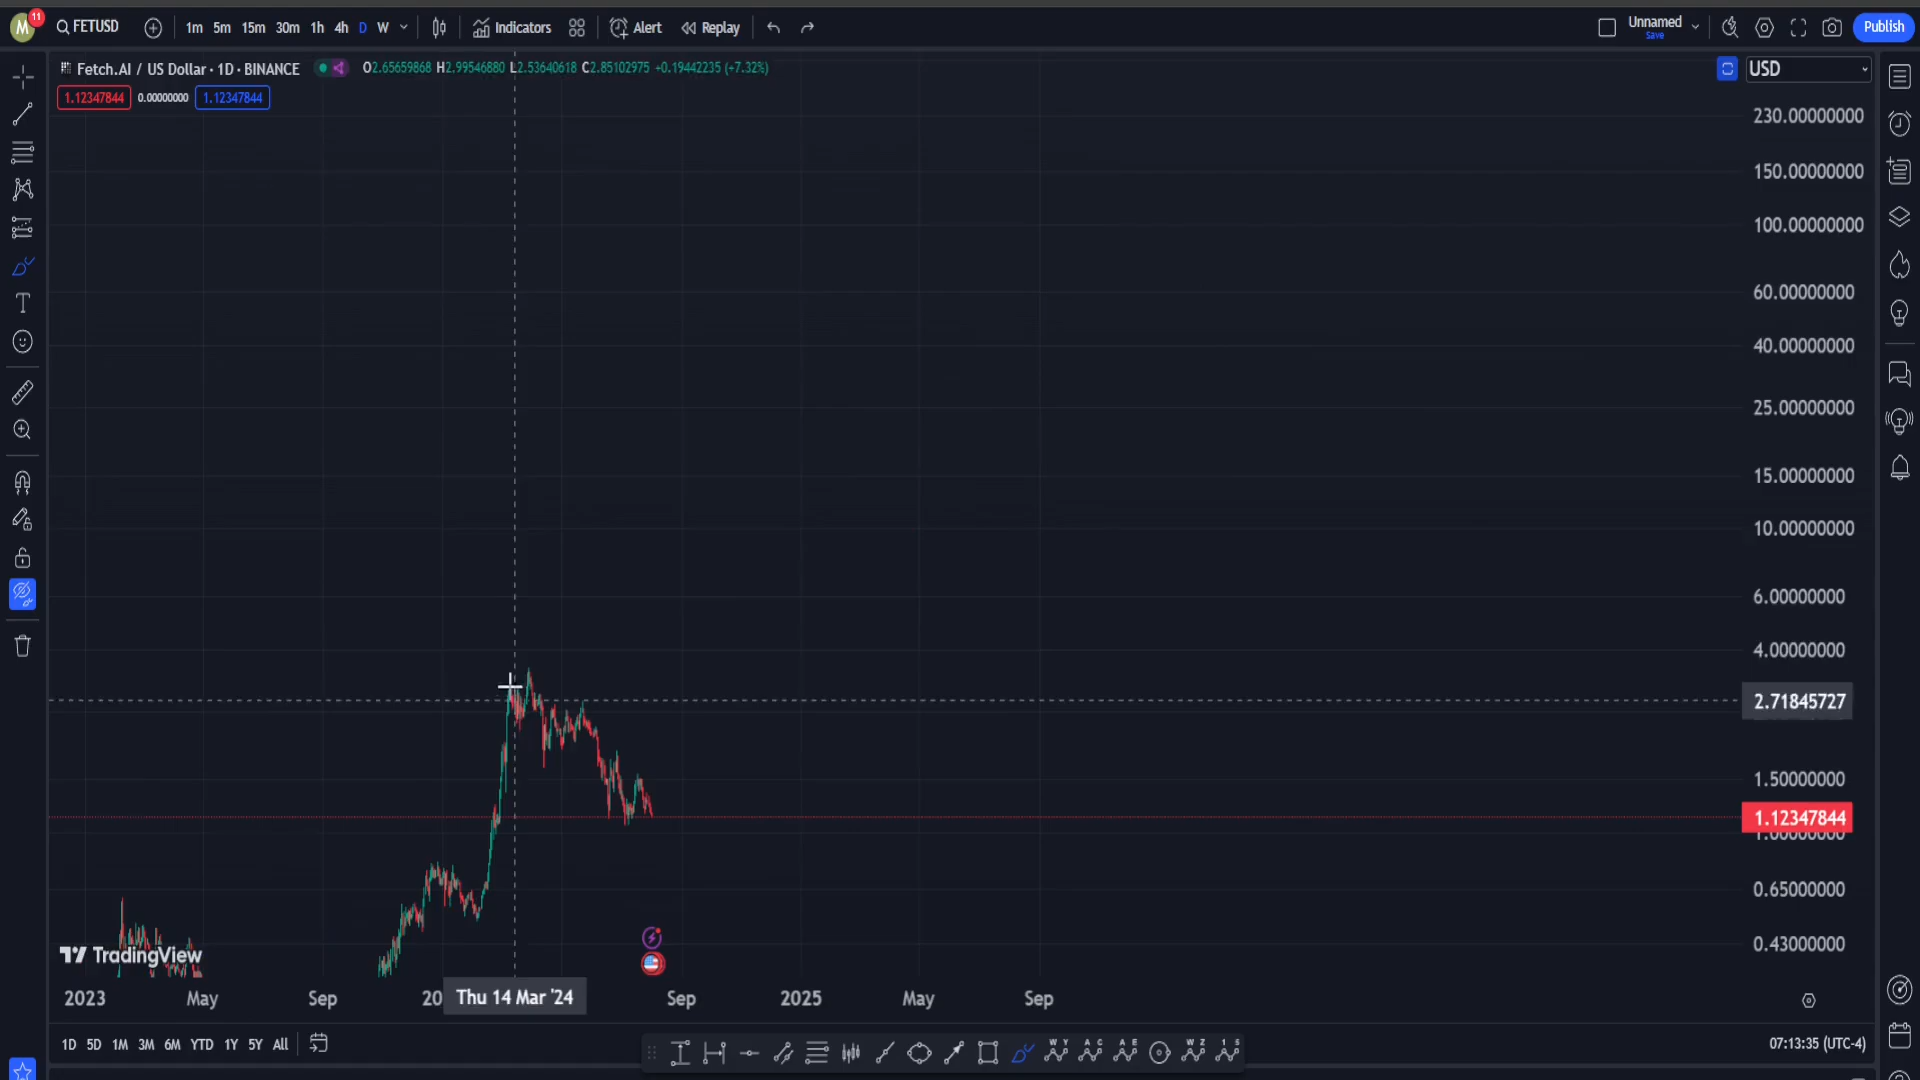 M 11 FETUSD 1m 5m 15m 30m 1h 4h D W Indicators Alert Replay Unnamed Save Publish
Fetch.AI / US Dollar · 1D · BINANCE O2.65659868 H2.99546880 L2.53640618 C2.85102975 +0.19442235 (+7.32%) USD
1.12347844 0.00000000 1.12347844
230.00000000
150.00000000
100.00000000
60.00000000
40.00000000
25.00000000
15.00000000
10.00000000
6.00000000
4.00000000
2.71845727
1.50000000
1.12347844
1.00000000
0.65000000
0.43000000
TradingView
2023 May Sep 20 Thu 14 Mar '24 Sep 2025 May Sep
1D 5D 1M 3M 6M YTD 1Y 5Y All 07:13:35 (UTC-4)
W Y A C A E W Z 1 5